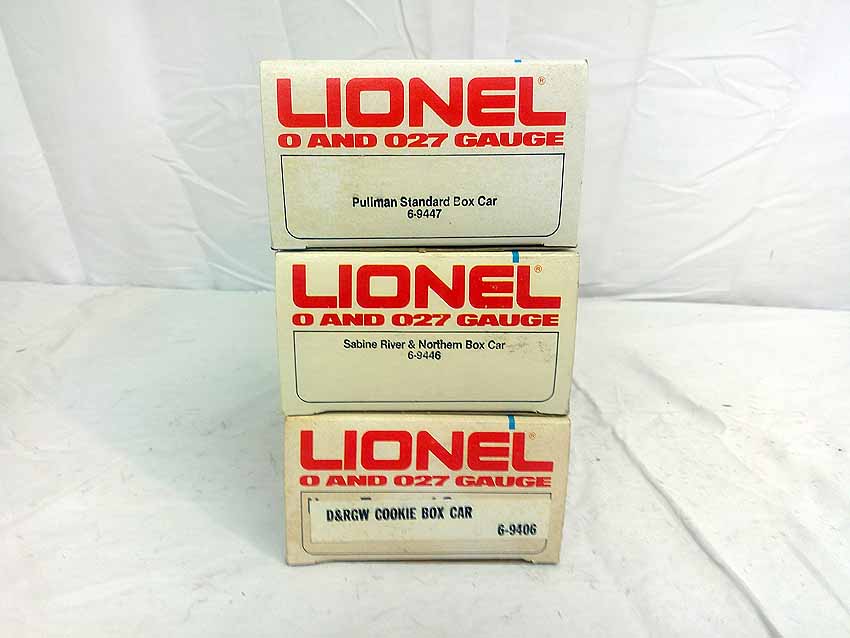 LIONEL®
O AND O27 GAUGE
Pullman Standard Box Car
6-9447
LIONEL®
O AND O27 GAUGE
Sabine River & Northern Box Car
6-9446
LIONEL®
O AND O27 GAUGE
D&RGW COOKIE BOX CAR
6-9406